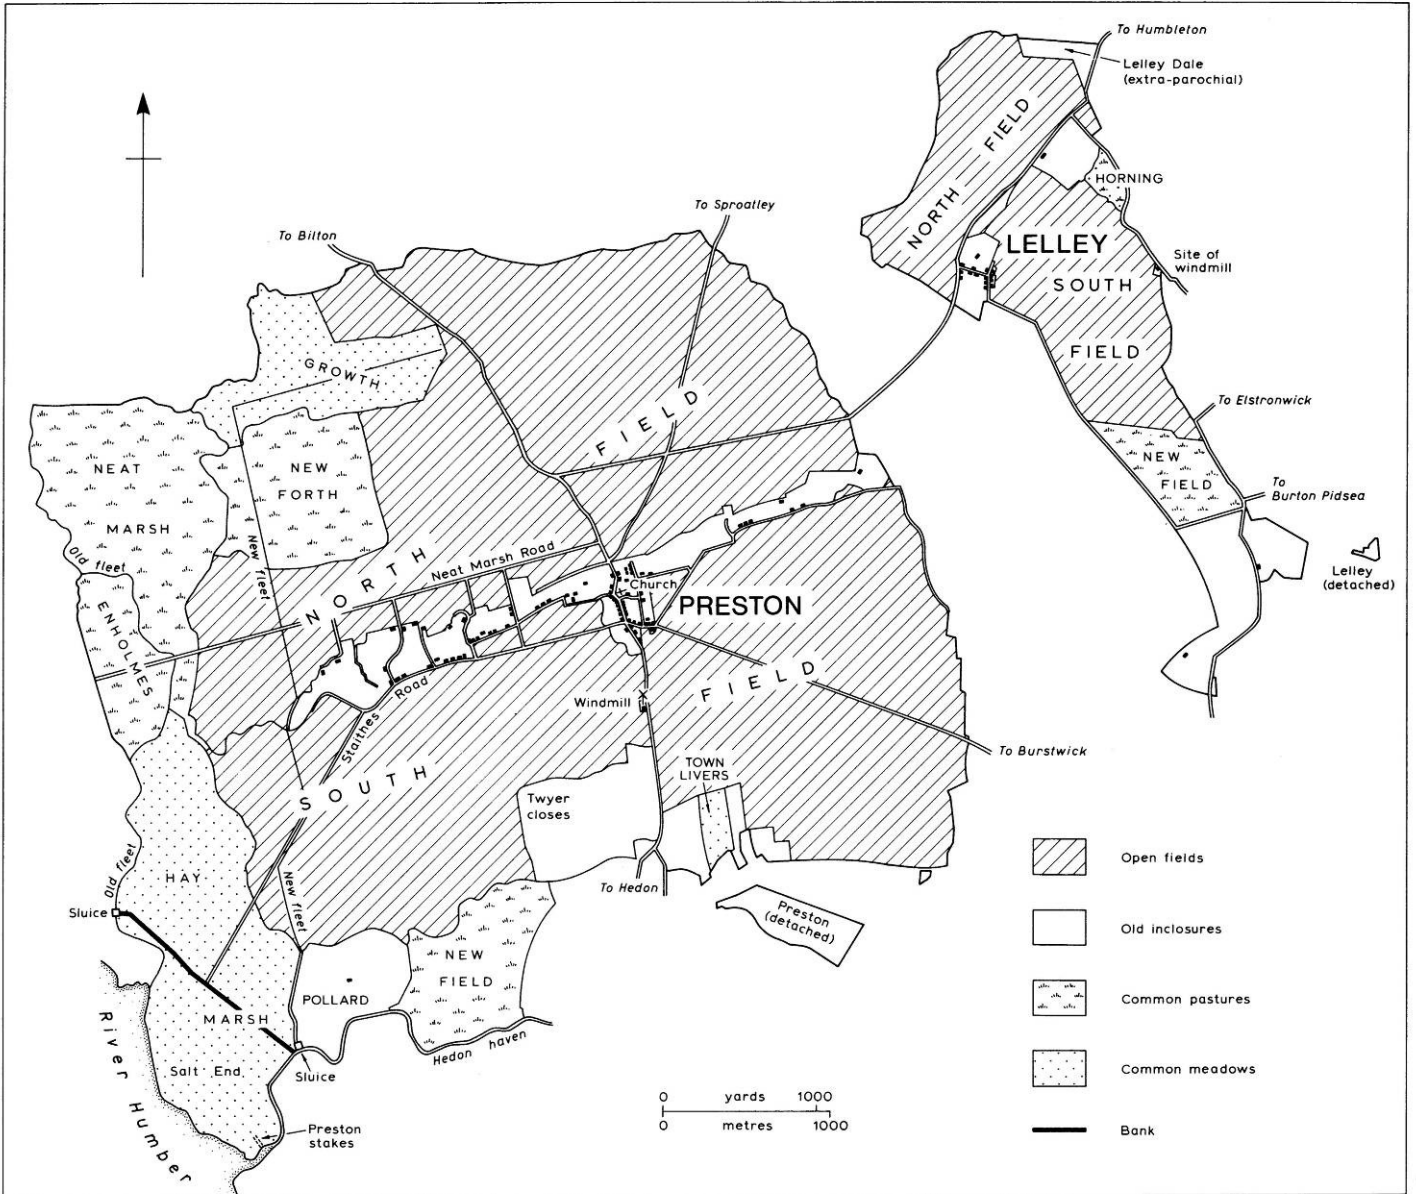 To Humbleton
Lelley Dale
(extra-parochial)
NORTH FIELD
HORNING
To Sproatley
To Bilton
LELLEY
Site of
windmill
SOUTH
FIELD
GROWTH
FIELD
To Elstronwick
NEAT
MARSH
NEW
FORTH
NEW
FIELD
To
Burton Pidsea
Old fleet
New fleet
NORTH
Neat Marsh Road
Church
PRESTON
Lelley
(detached)
ENHOLMES
FIELD
Windmill
Staithes Road
To Burstwick
SOUTH
TOWN
LIVERS
Twyer
closes
Open fields
HAY
Old fleet
New fleet
To Hedon
Sluice
Preston
(detached)
Old inclosures
NEW
FIELD
POLLARD
Common pastures
MARSH
River Humber
Hedon haven
Salt End
Sluice
Common meadows
0 yards 1000
0 metres 1000
Preston
stakes
Bank